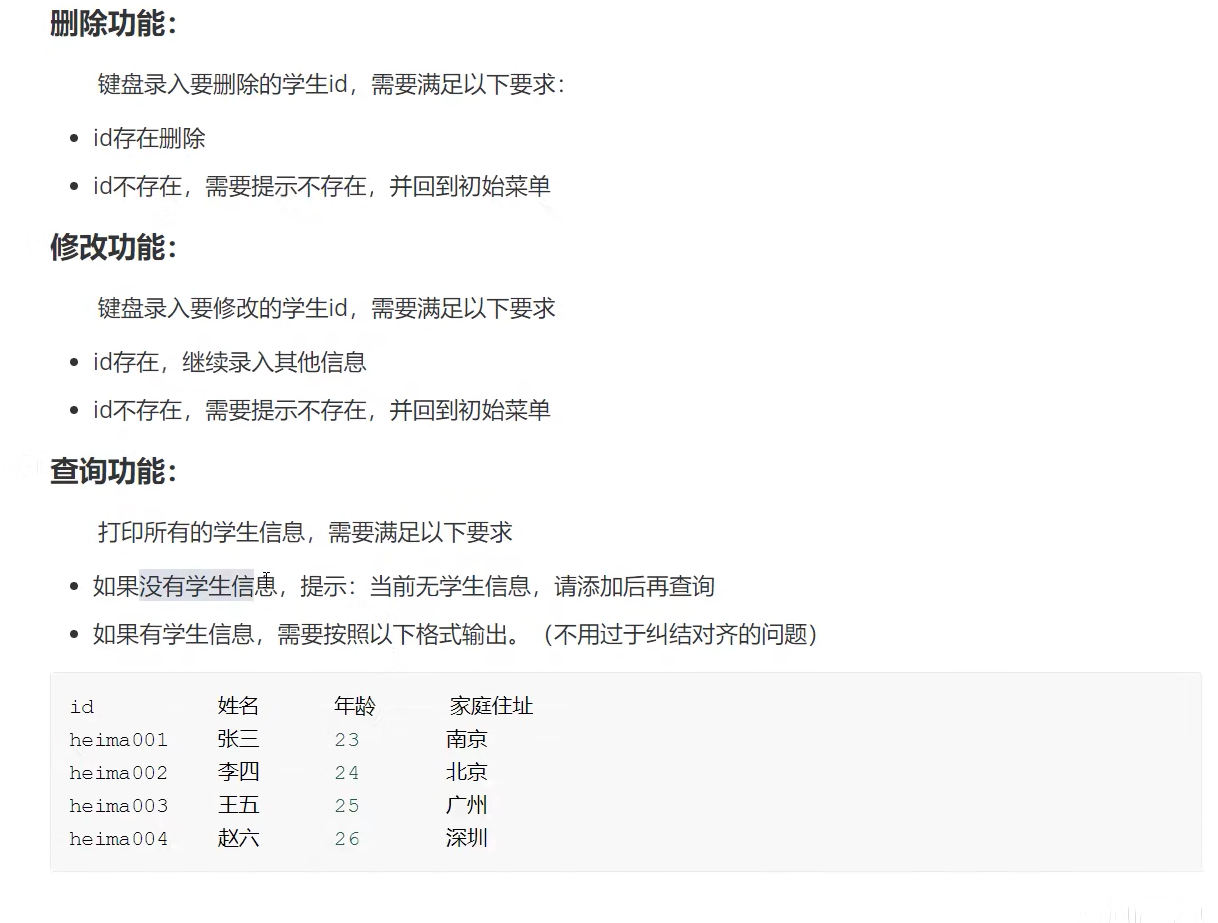 删除功能：
键盘录入要删除的学生id，需要满足以下要求：
id存在删除
id不存在，需要提示不存在，并回到初始菜单
修改功能：
键盘录入要修改的学生id，需要满足以下要求
id存在，继续录入其他信息
id不存在，需要提示不存在，并回到初始菜单
查询功能：
打印所有的学生信息，需要满足以下要求
如果没有学生信息，提示：当前无学生信息，请添加后再查询
如果有学生信息，需要按照以下格式输出。（不用过于纠结对齐的问题）
id 姓名 年龄 家庭住址
heima001 张三 23 南京
heima002 李四 24 北京
heima003 王五 25 广州
heima004 赵六 26 深圳